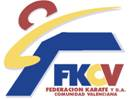 FKCV
FEDERACION KARATE Y D.A.
COMUNIDAD VALENCIANA